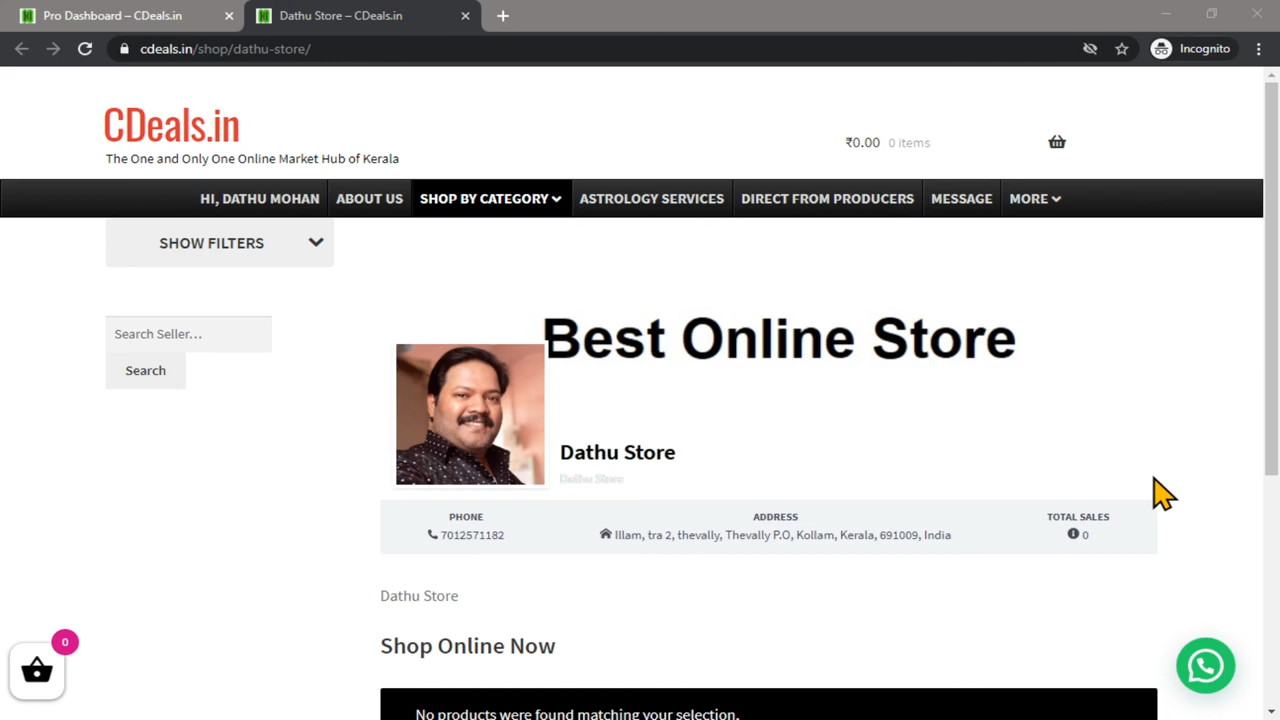 Pro Dashboard – CDeals.in
Dathu Store – CDeals.in
cdeals.in/shop/dathu-store/
Incognito
CDeals.in
The One and Only One Online Market Hub of Kerala
₹0.00 0 items
HI, DATHU MOHAN ABOUT US SHOP BY CATEGORY ASTROLOGY SERVICES DIRECT FROM PRODUCERS MESSAGE MORE
SHOW FILTERS
Search Seller...
Search
Best Online Store
Dathu Store
Dathu Store
PHONE ADDRESS TOTAL SALES
7012571182 Illam, tra 2, thevally, Thevally P.O, Kollam, Kerala, 691009, India 0
Dathu Store
Shop Online Now
0
No products were found matching your selection.